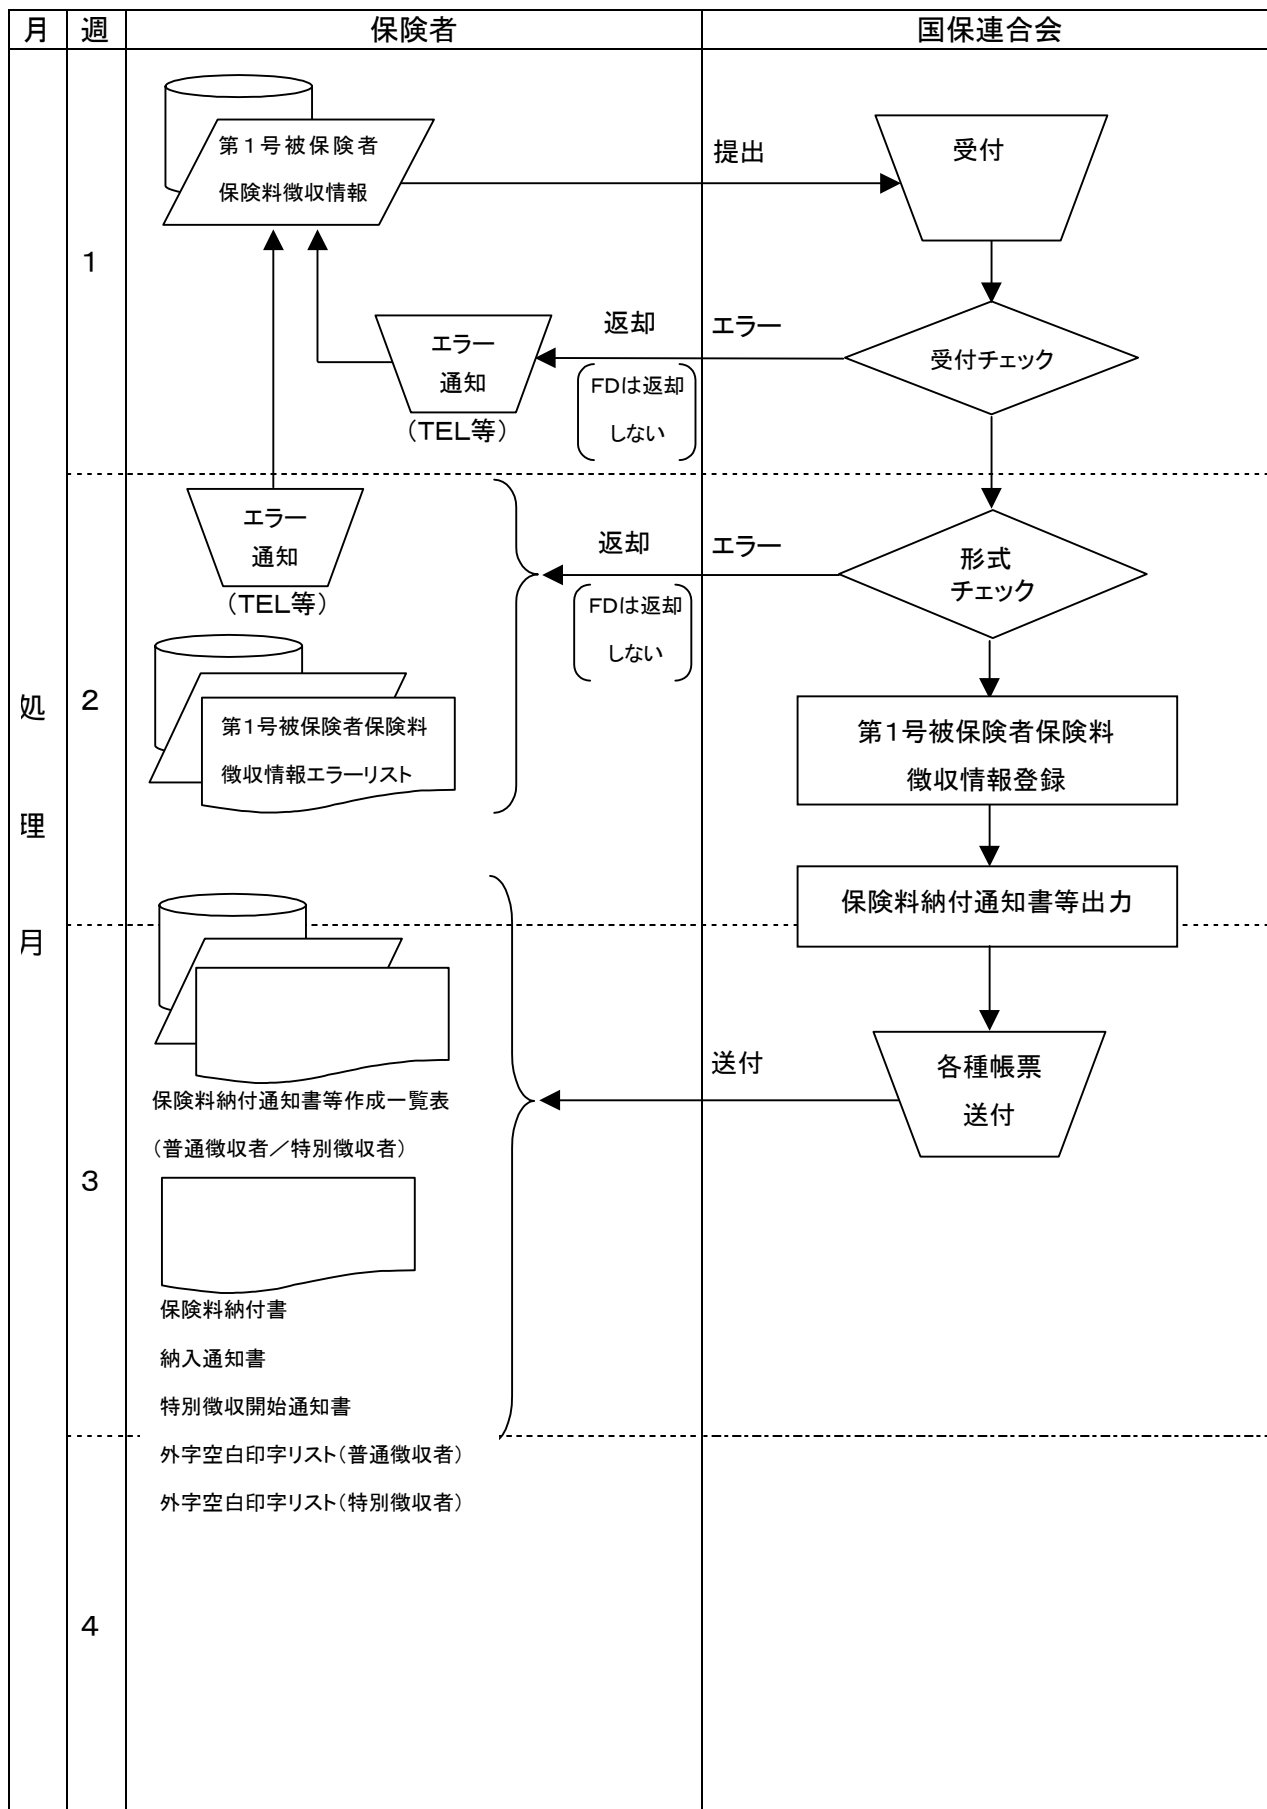 月
週
保険者
国保連合会
第1号被保険者
保険料徴収情報
提出
受付
1
エラー
通知
(TEL等)
返却
エラー
FDは返却
しない
受付チェック
エラー
通知
(TEL等)
返却
エラー
FDは返却
しない
形式
チェック
処
理
月
2
第1号被保険者保険料
徴収情報エラーリスト
第1号被保険者保険料
徴収情報登録
保険料納付通知書等出力
送付
各種帳票
送付
保険料納付通知書等作成一覧表
(普通徴収者/特別徴収者)
3
保険料納付書
納入通知書
特別徴収開始通知書
外字空白印字リスト(普通徴収者)
外字空白印字リスト(特別徴収者)
4